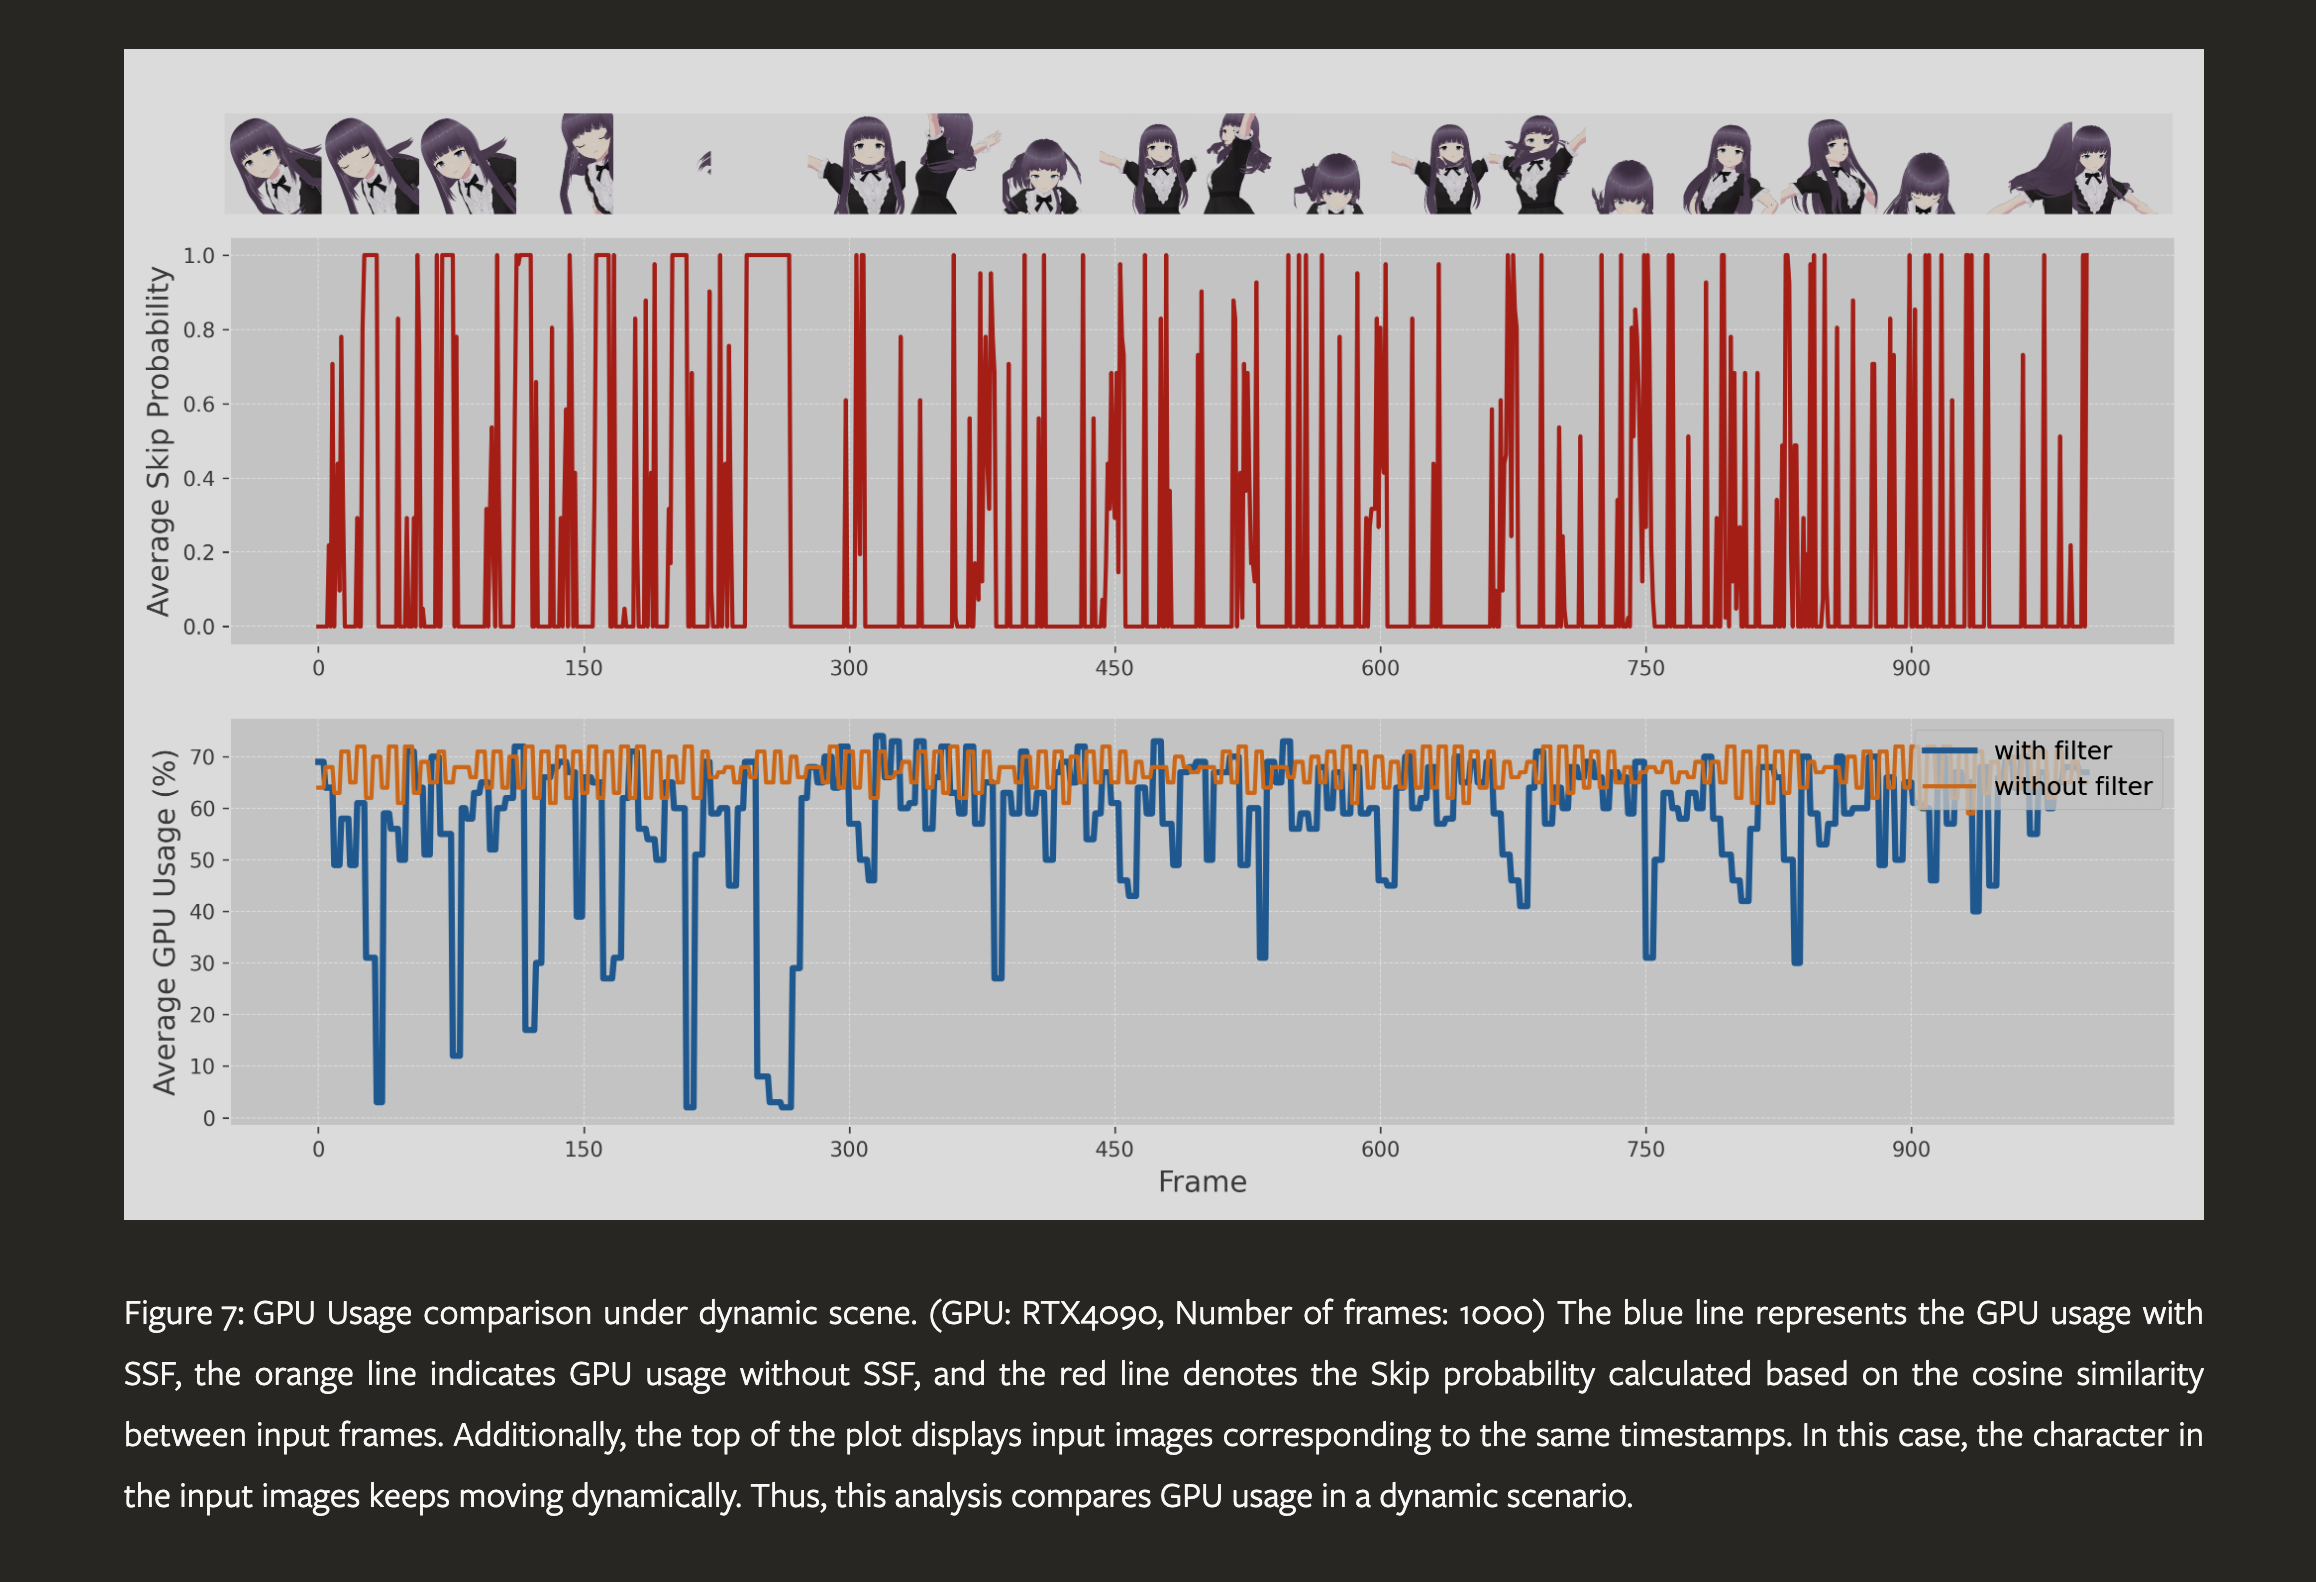 1.0
0.8
0.6
0.4
0.2
0.0
Average Skip Probability
0 150 300 450 600 750 900
70
60
50
40
30
20
10
0
Average GPU Usage (%)
with filter
without filter
0 150 300 450 600 750 900
Frame
Figure 7: GPU Usage comparison under dynamic scene. (GPU: RTX4090, Number of frames: 1000) The blue line represents the GPU usage with
SSF, the orange line indicates GPU usage without SSF, and the red line denotes the Skip probability calculated based on the cosine similarity
between input frames. Additionally, the top of the plot displays input images corresponding to the same timestamps. In this case, the character in
the input images keeps moving dynamically. Thus, this analysis compares GPU usage in a dynamic scenario.